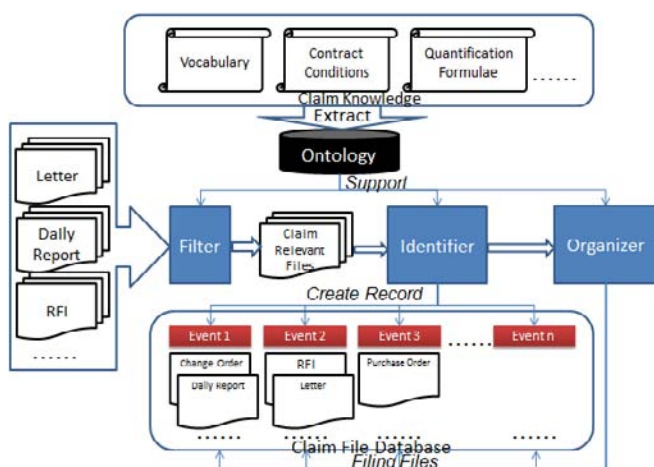 Vocabulary
Contract
Conditions
Quantification
Formulae
......
Claim Knowledge
Extract
Ontology
Support
Letter
Daily
Report
RFI
......
Filter
Claim
Relevant
Files
Identifier
Organizer
Create Record
Event 1
Event 2
Event 3
......
Event n
Change Order
Daily Report
RFI
Letter
Purchase Order
......
......
......
......
Claim File Database
Filing Files